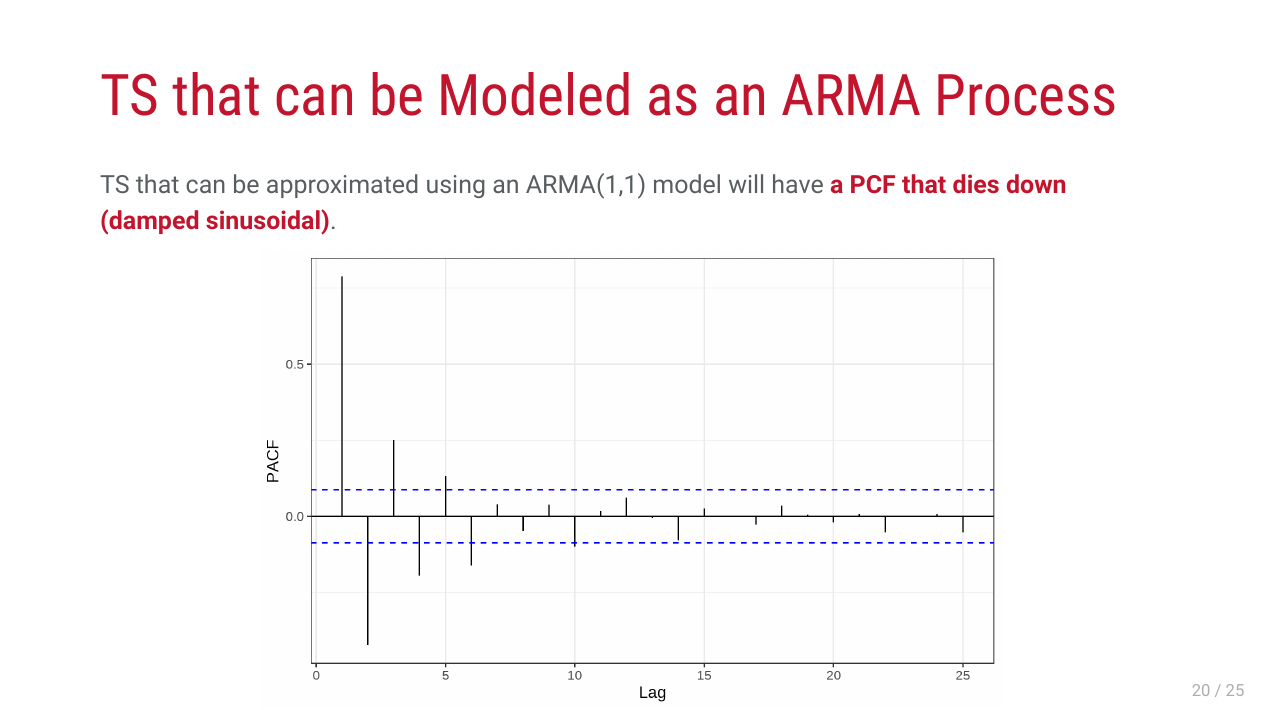 TS that can be Modeled as an ARMA Process
TS that can be approximated using an ARMA(1,1) model will have a PCF that dies down
(damped sinusoidal).
0.5
PACF
0.0
0 5 10 15 20 25
Lag
20 / 25